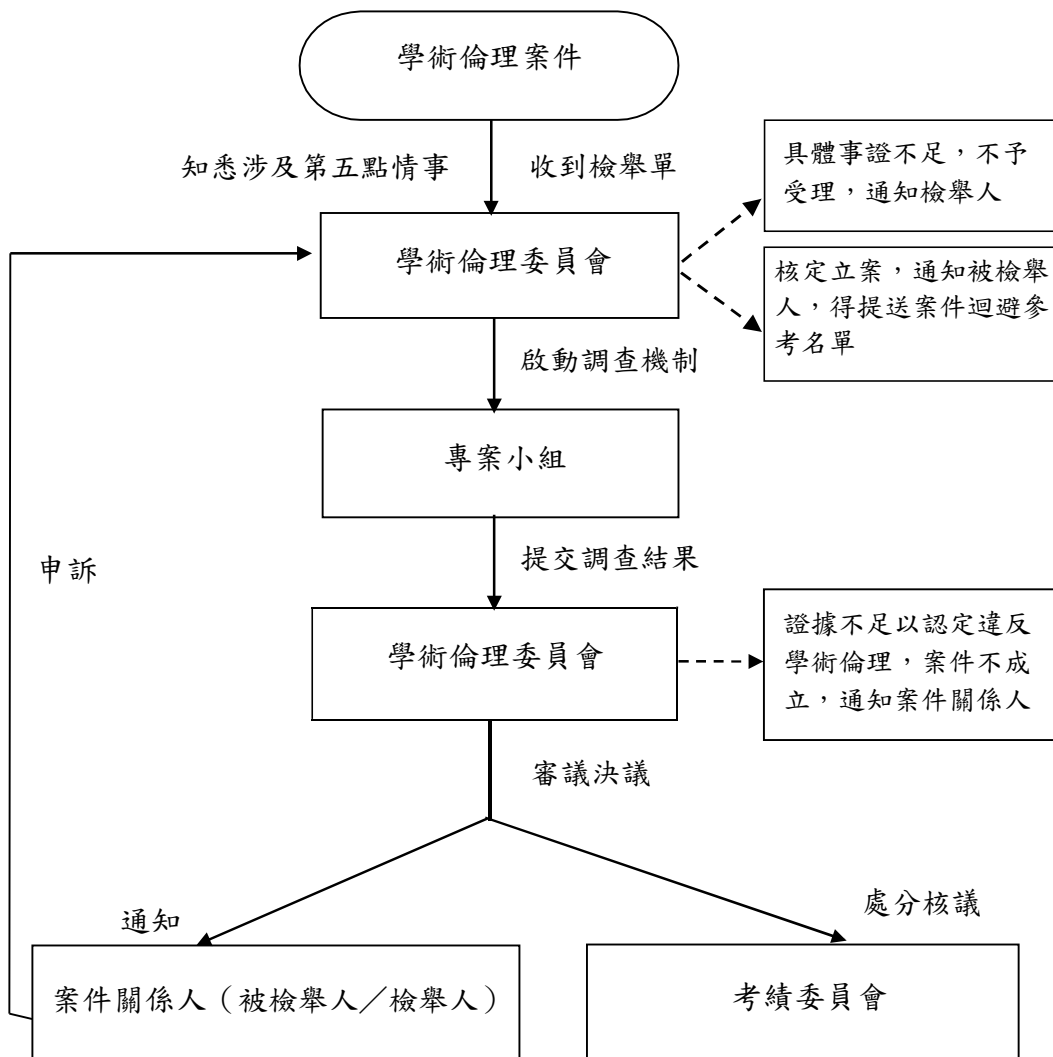 學術倫理案件
知悉涉及第五點情事
收到檢舉單
具體事證不足，不予
受理，通知檢舉人
學術倫理委員會
核定立案，通知被檢舉
人，得提送案件迴避參
考名單
啟動調查機制
專案小組
申訴
提交調查結果
學術倫理委員會
證據不足以認定違反
學術倫理，案件不成
立，通知案件關係人
審議決議
通知
處分核議
案件關係人（被檢舉人／檢舉人）
考績委員會